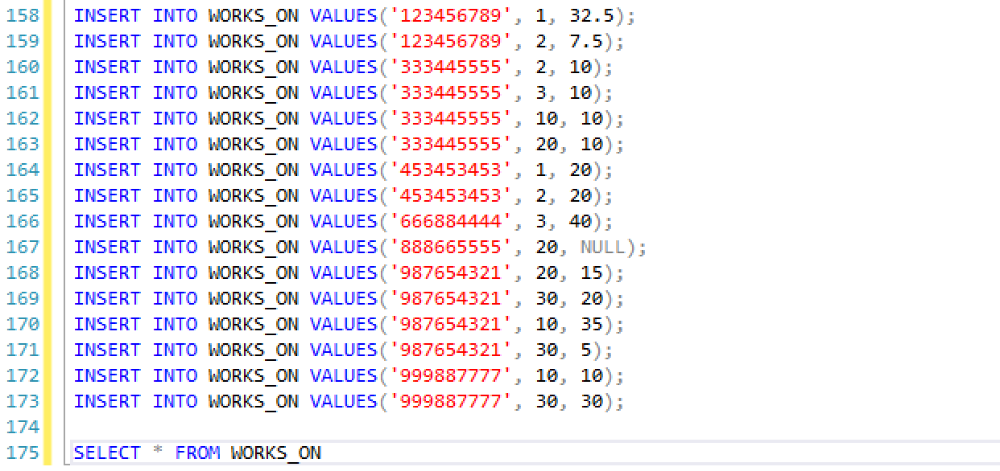 158 INSERT INTO WORKS_ON VALUES('123456789', 1, 32.5);
159 INSERT INTO WORKS_ON VALUES('123456789', 2, 7.5);
160 INSERT INTO WORKS_ON VALUES('333445555', 2, 10);
161 INSERT INTO WORKS_ON VALUES('333445555', 3, 10);
162 INSERT INTO WORKS_ON VALUES('333445555', 10, 10);
163 INSERT INTO WORKS_ON VALUES('333445555', 20, 10);
164 INSERT INTO WORKS_ON VALUES('453453453', 1, 20);
165 INSERT INTO WORKS_ON VALUES('453453453', 2, 20);
166 INSERT INTO WORKS_ON VALUES('666884444', 3, 40);
167 INSERT INTO WORKS_ON VALUES('888665555', 20, NULL);
168 INSERT INTO WORKS_ON VALUES('987654321', 20, 15);
169 INSERT INTO WORKS_ON VALUES('987654321', 30, 20);
170 INSERT INTO WORKS_ON VALUES('987654321', 10, 35);
171 INSERT INTO WORKS_ON VALUES('987654321', 30, 5);
172 INSERT INTO WORKS_ON VALUES('999887777', 10, 10);
173 INSERT INTO WORKS_ON VALUES('999887777', 30, 30);
174
175 SELECT * FROM WORKS_ON